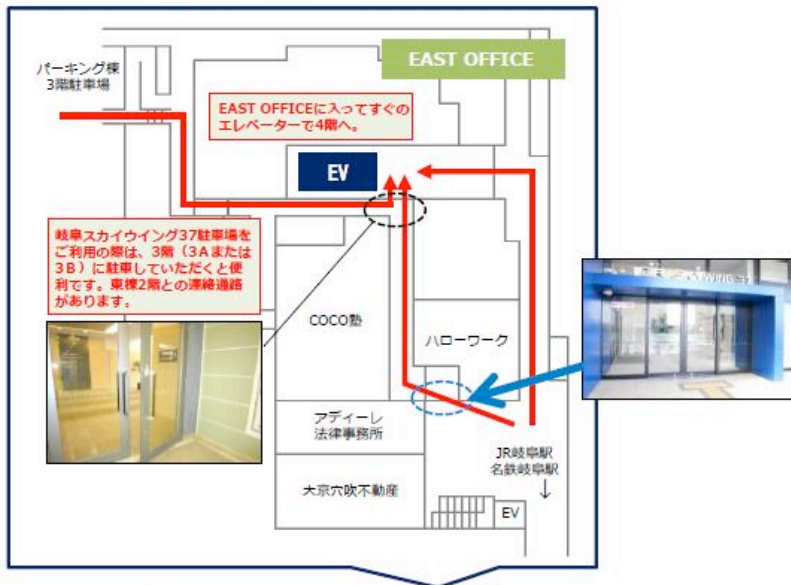 EAST OFFICE
パーキング棟
3階駐車場
EAST OFFICEに入ってすぐの
エレベーターで4階へ。
EV
岐阜スカイウイング37駐車場を
ご利用の際は、3階（3Aまたは
3B）に駐車していただくと便
利です。東棟2階との連絡通路
があります。
WING 37
COCO塾
ハローワーク
アディーレ
法律事務所
JR岐阜駅
名鉄岐阜駅
↓
大京穴吹不動産
EV